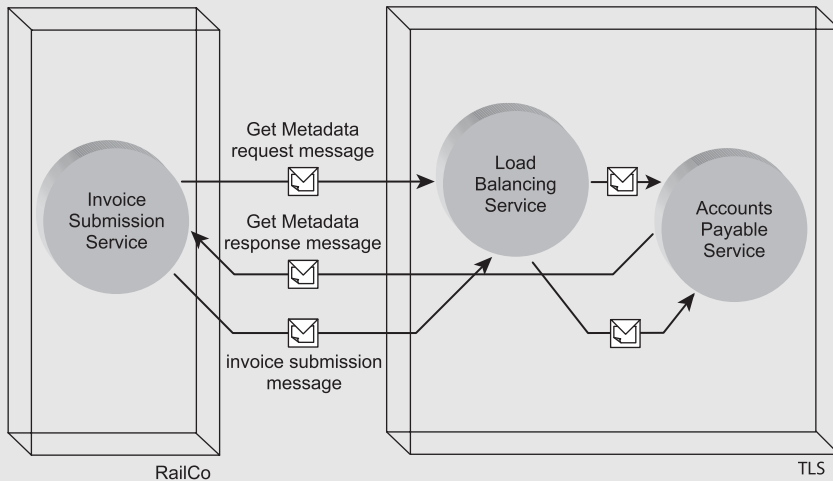 Get Metadata
request message
Invoice
Submission
Service
Load
Balancing
Service
Accounts
Payable
Service
Get Metadata
response message
invoice submission
message
RailCo
TLS